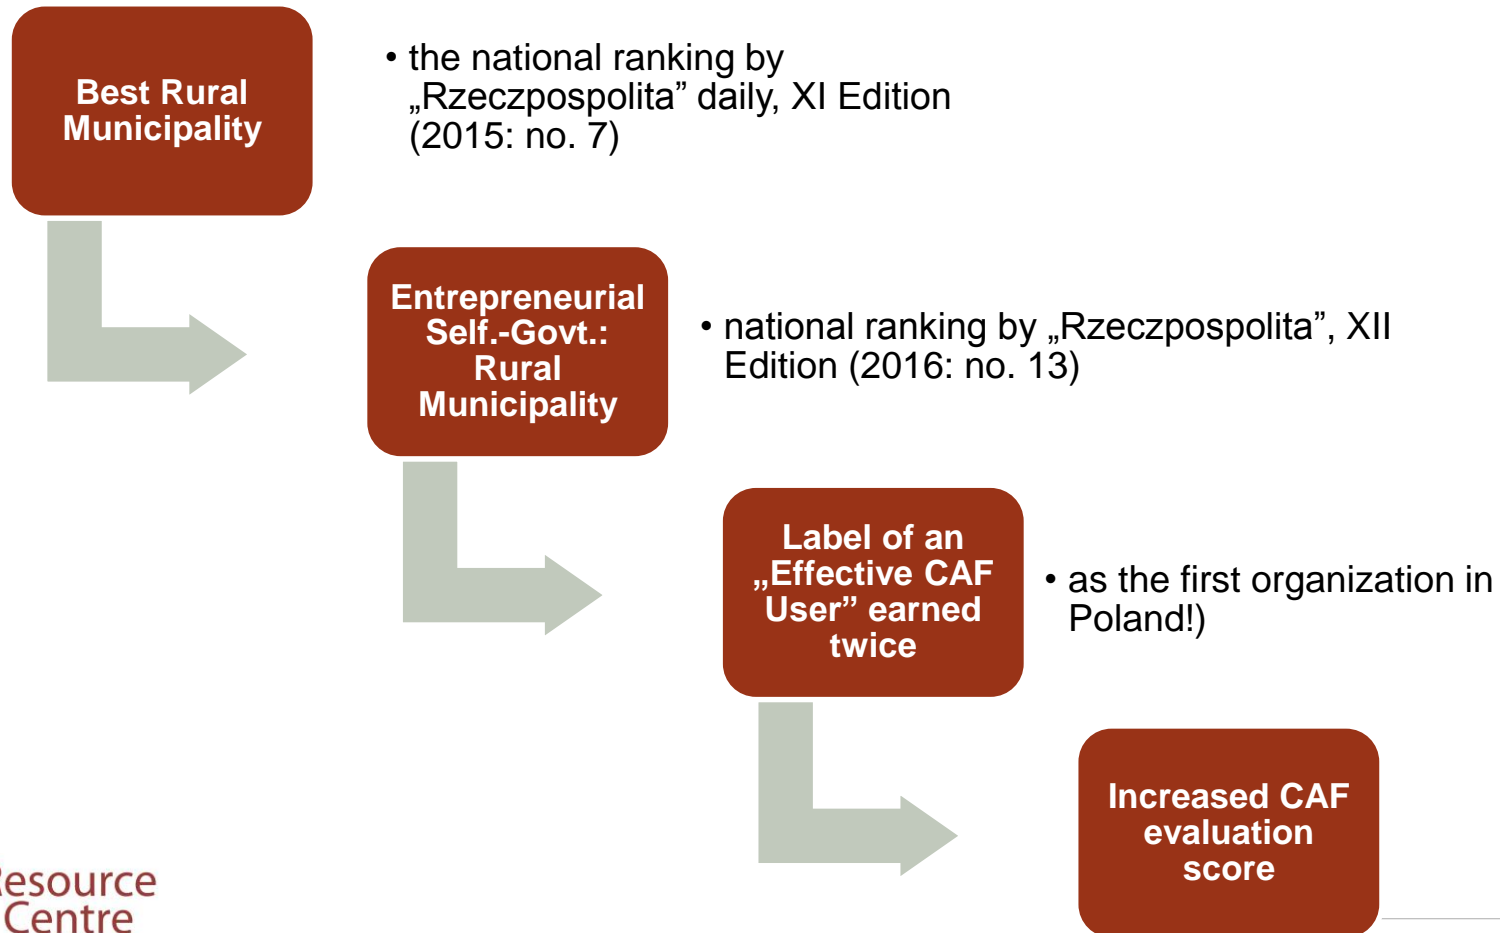 Best Rural
Municipality
• the national ranking by
„Rzeczpospolita” daily, XI Edition
(2015: no. 7)
Entrepreneurial
Self.-Govt.:
Rural
Municipality
• national ranking by „Rzeczpospolita”, XII
Edition (2016: no. 13)
Label of an
„Effective CAF
User” earned
twice
• as the first organization in
Poland!)
Increased CAF
evaluation
score
esource
Centre